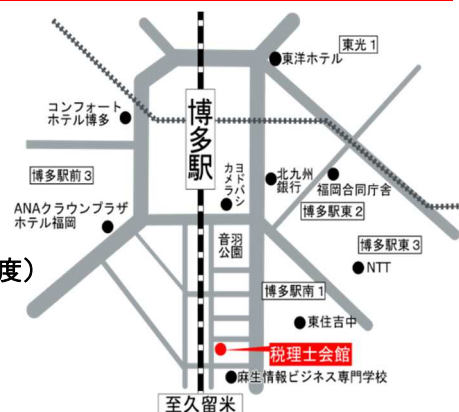 東光1
東洋ホテル
コンフォート
ホテル博多
博多駅
ヨドバシ
カメラ
北九州
銀行
福岡合同庁舎
博多駅前3
博多駅東2
ANAクラウンプラザ
ホテル福岡
音羽
公園
博多駅東3
NTT
度）
博多駅南1
東住吉中
税理士会館
麻生情報ビジネス専門学校
至久留米